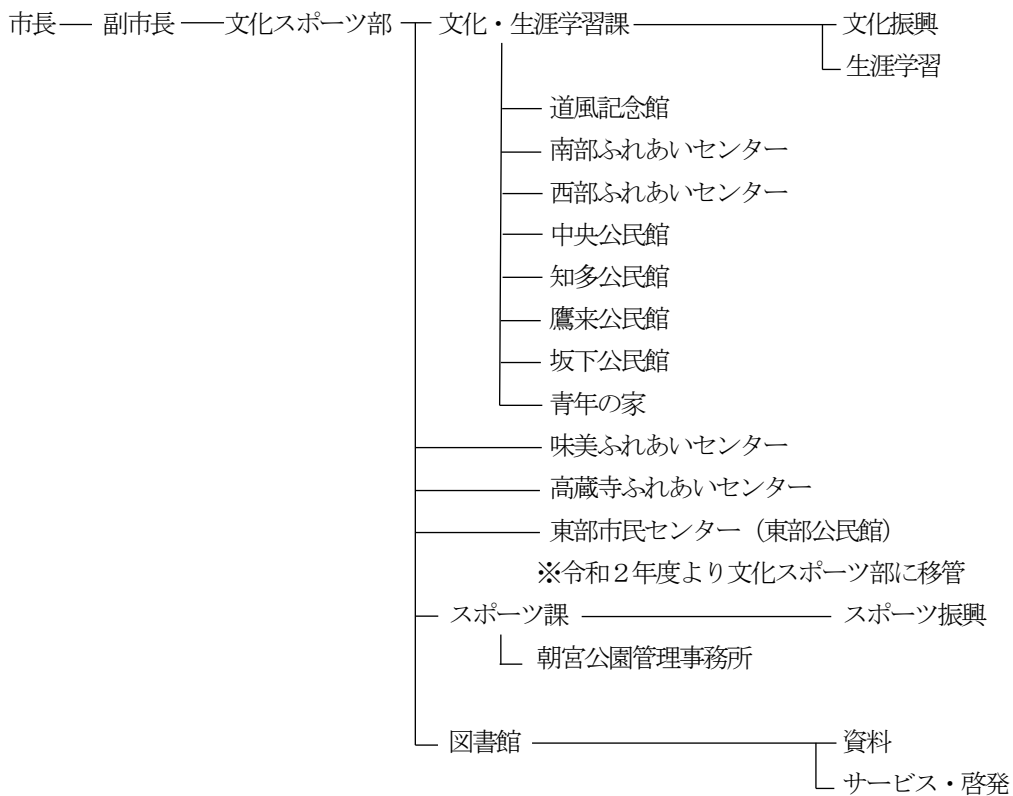 市長 副市長 文化スポーツ部 文化・生涯学習課 文化振興
生涯学習
道風記念館
南部ふれあいセンター
西部ふれあいセンター
中央公民館
知多公民館
鷹来公民館
坂下公民館
青年の家
味美ふれあいセンター
高蔵寺ふれあいセンター
東部市民センター（東部公民館）
※令和２年度より文化スポーツ部に移管
スポーツ課 スポーツ振興
朝宮公園管理事務所
図書館 資料
サービス・啓発